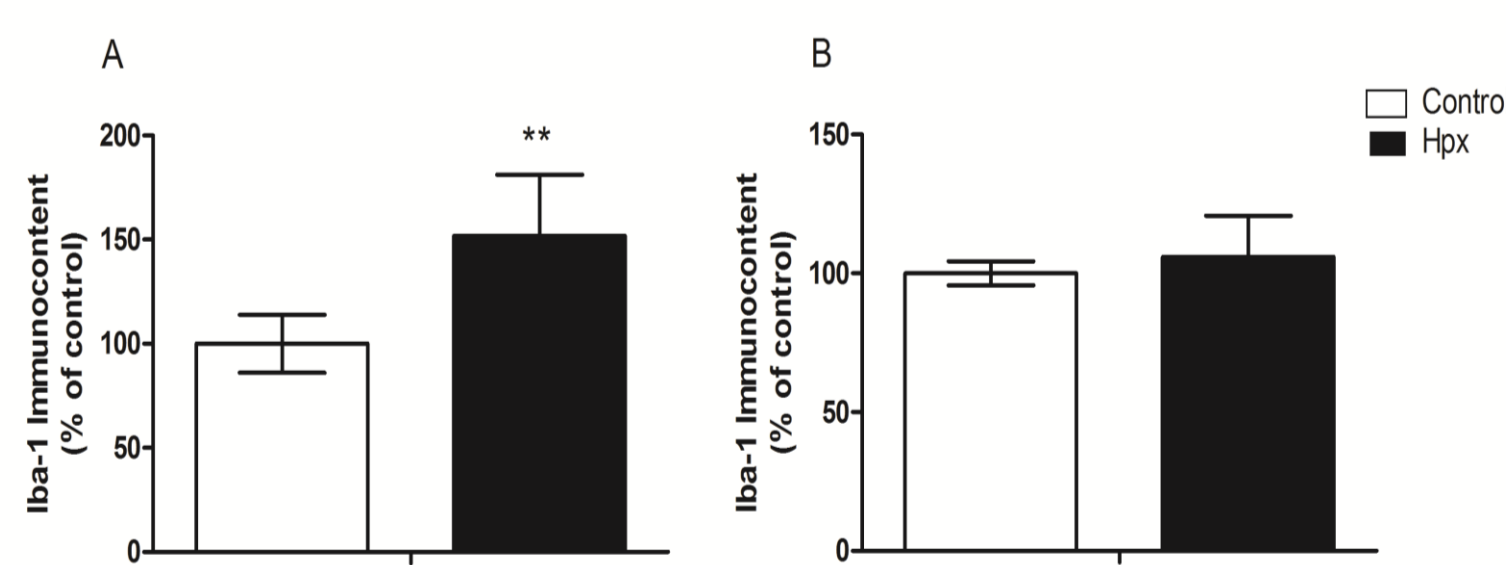 A
Iba-1 Immunocontent
(% of control)
200
150
100
50
0
**
B
Iba-1 Immunocontent
(% of control)
150
100
50
0
Contro
Hpx